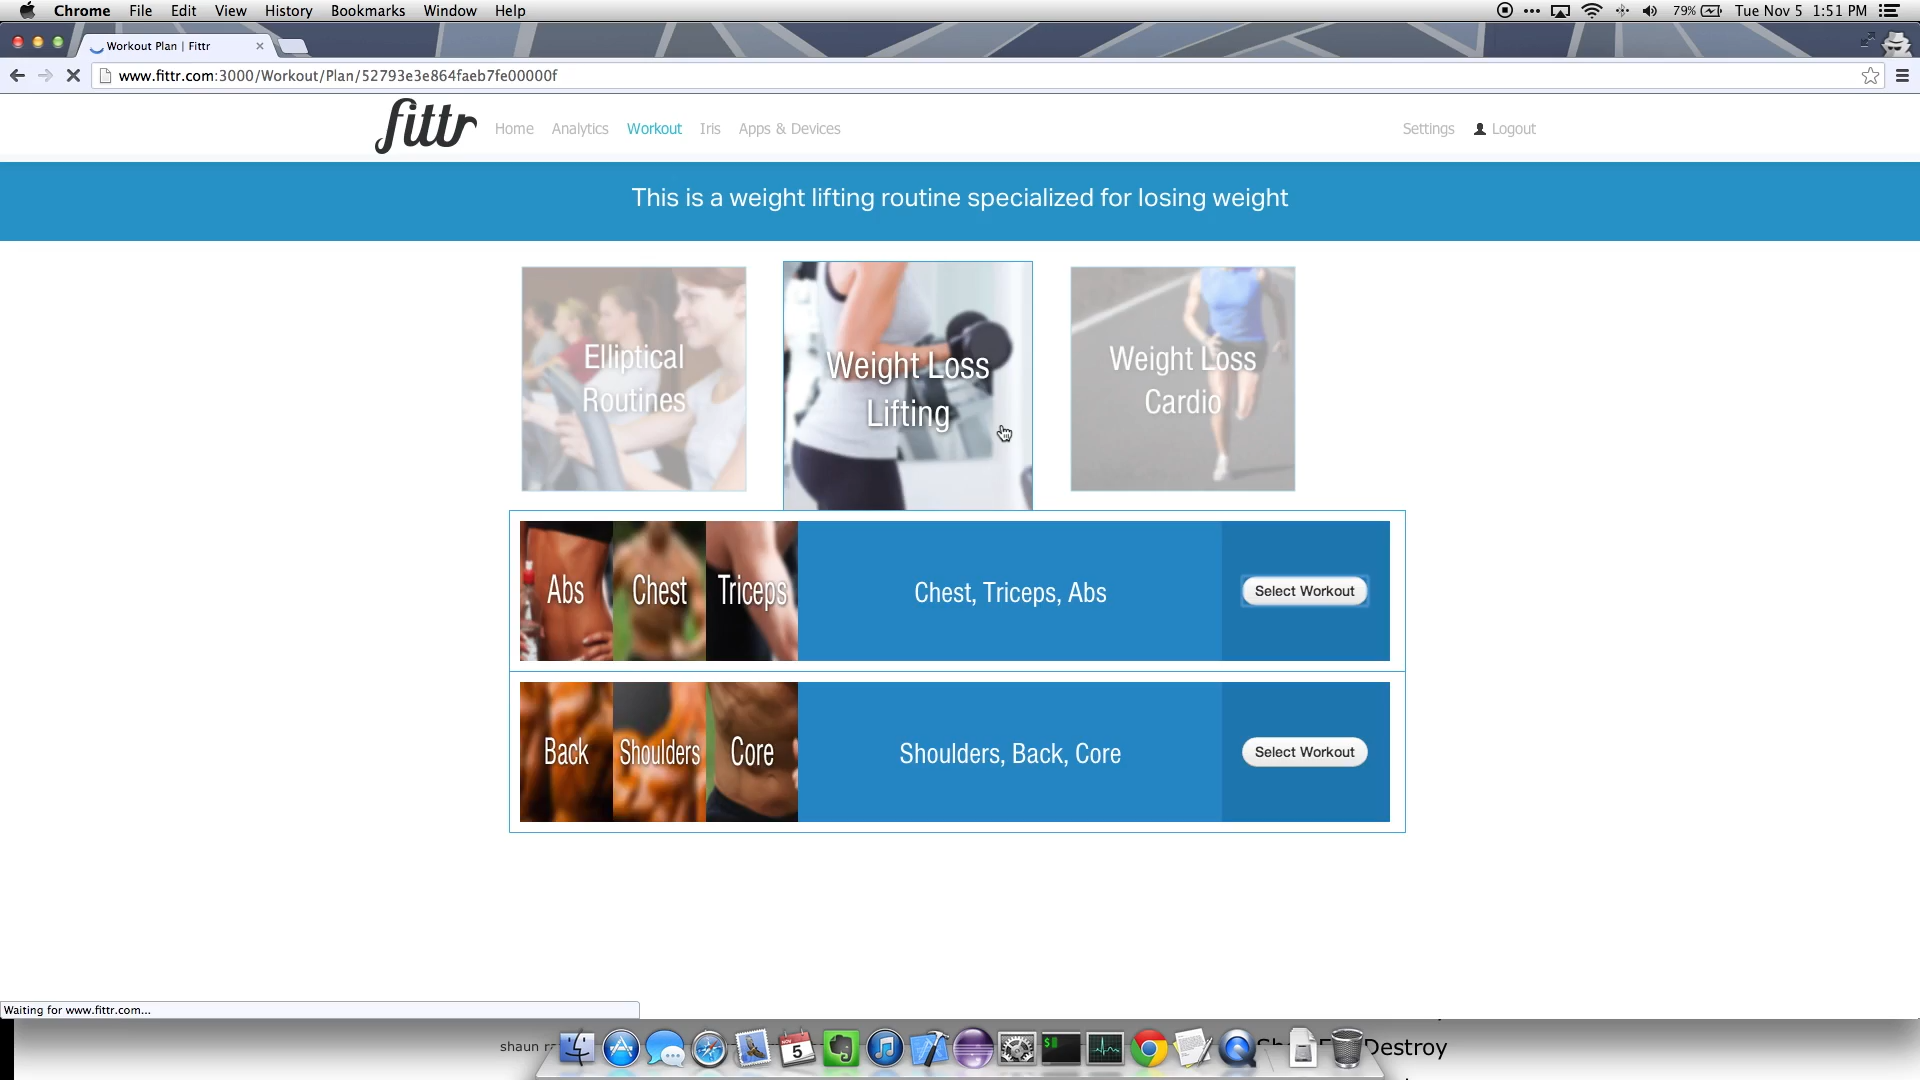 Chrome File Edit View History Bookmarks Window Help
79% Tue Nov 5 1:51 PM
Workout Plan | Fittr
www.fittr.com:3000/Workout/Plan/52793e3e864faeb7fe00000f
fittr Home Analytics Workout Iris Apps & Devices Settings Logout
This is a weight lifting routine specialized for losing weight
Elliptical
Routines
Weight Loss
Lifting
Weight Loss
Cardio
Abs Chest Triceps Chest, Triceps, Abs Select Workout
Back Shoulders Core Shoulders, Back, Core Select Workout
Waiting for www.fittr.com...
shaun
NOV
5
$
Destroy